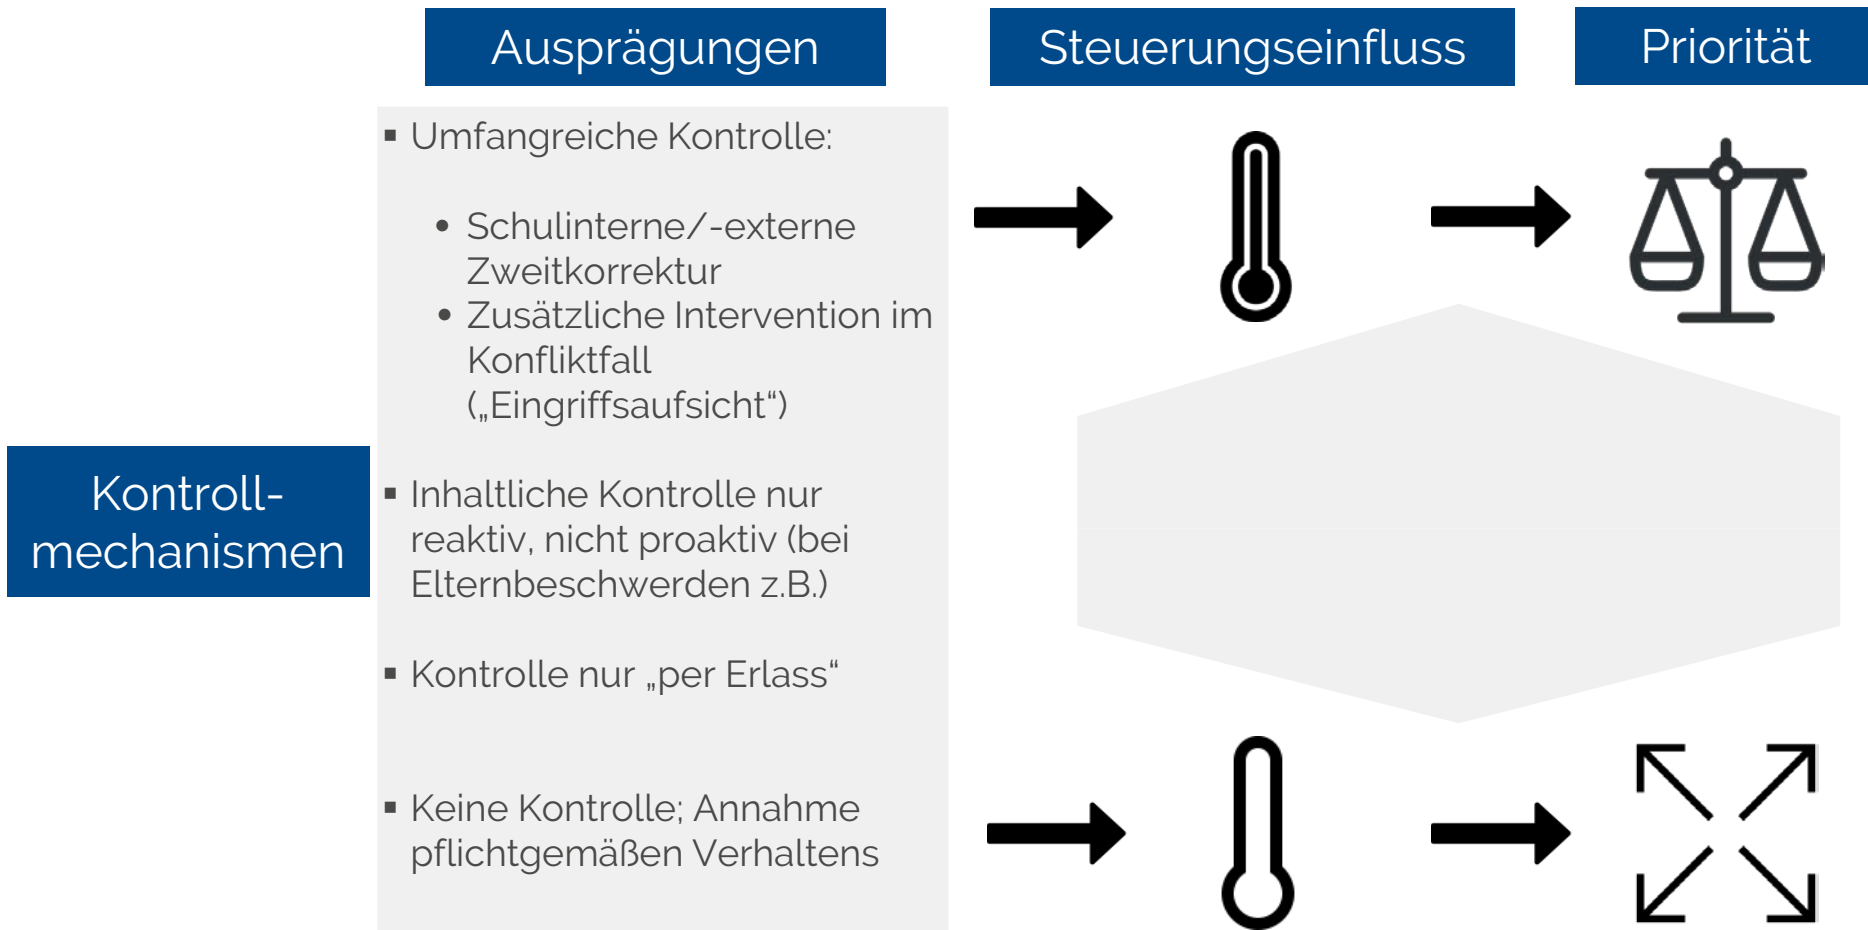 Ausprägungen
Steuerungseinfluss
Priorität
Kontroll-
mechanismen
▪ Umfangreiche Kontrolle:
• Schulinterne/-externe
Zweitkorrektur
• Zusätzliche Intervention im
Konfliktfall
(„Eingriffsaufsicht“)
▪ Inhaltliche Kontrolle nur
reaktiv, nicht proaktiv (bei
Elternbeschwerden z.B.)
▪ Kontrolle nur „per Erlass“
▪ Keine Kontrolle; Annahme
pflichtgemäßen Verhaltens